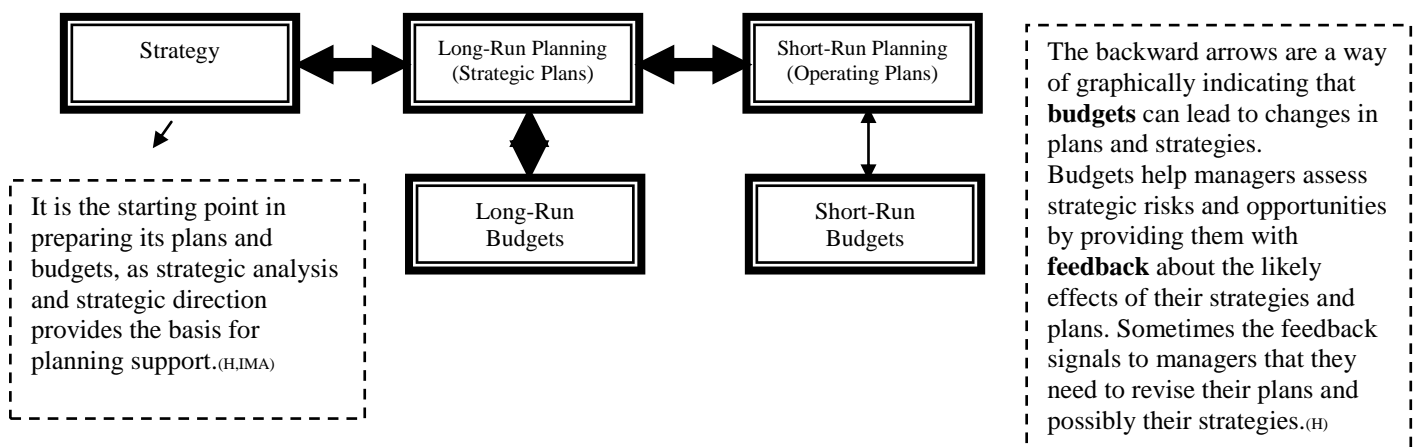 Strategy
Long-Run Planning
(Strategic Plans)
Short-Run Planning
(Operating Plans)
Long-Run
Budgets
Short-Run
Budgets
It is the starting point in
preparing its plans and
budgets, as strategic analysis
and strategic direction
provides the basis for
planning support.(H,IMA)
The backward arrows are a way
of graphically indicating that
budgets can lead to changes in
plans and strategies.
Budgets help managers assess
strategic risks and opportunities
by providing them with
feedback about the likely
effects of their strategies and
plans. Sometimes the feedback
signals to managers that they
need to revise their plans and
possibly their strategies.(H)